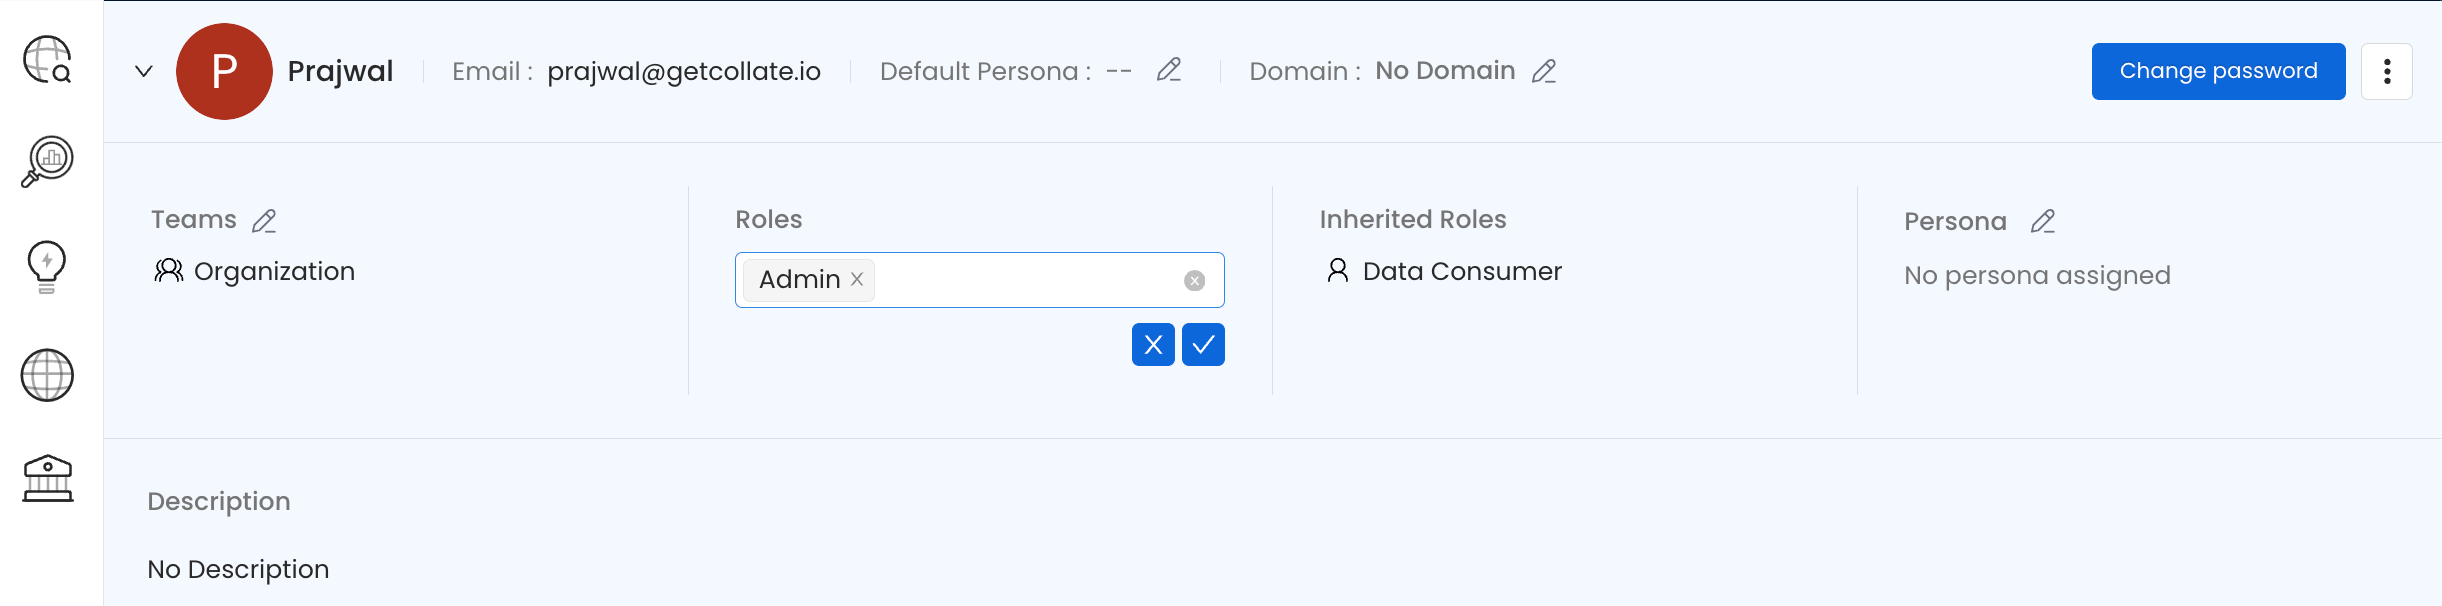 P Prajwal Email : prajwal@getcollate.io Default Persona : -- Domain : No Domain Change password
Teams
Organization
Roles
Admin
Inherited Roles
Data Consumer
Persona
No persona assigned
Description
No Description